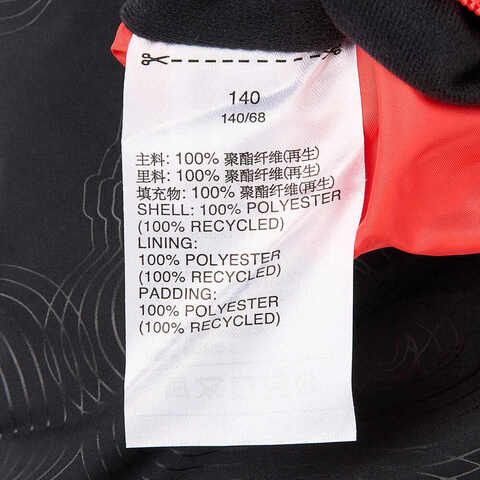 140
140/68
主料: 100% 聚酯纤维(再生)
里料: 100% 聚酯纤维(再生)
填充物: 100% 聚酯纤维(再生)
SHELL: 100% POLYESTER
(100% RECYCLED)
LINING:
100% POLYESTER
(100% RECYCLED)
PADDING:
100% POLYESTER
(100% RECYCLED)